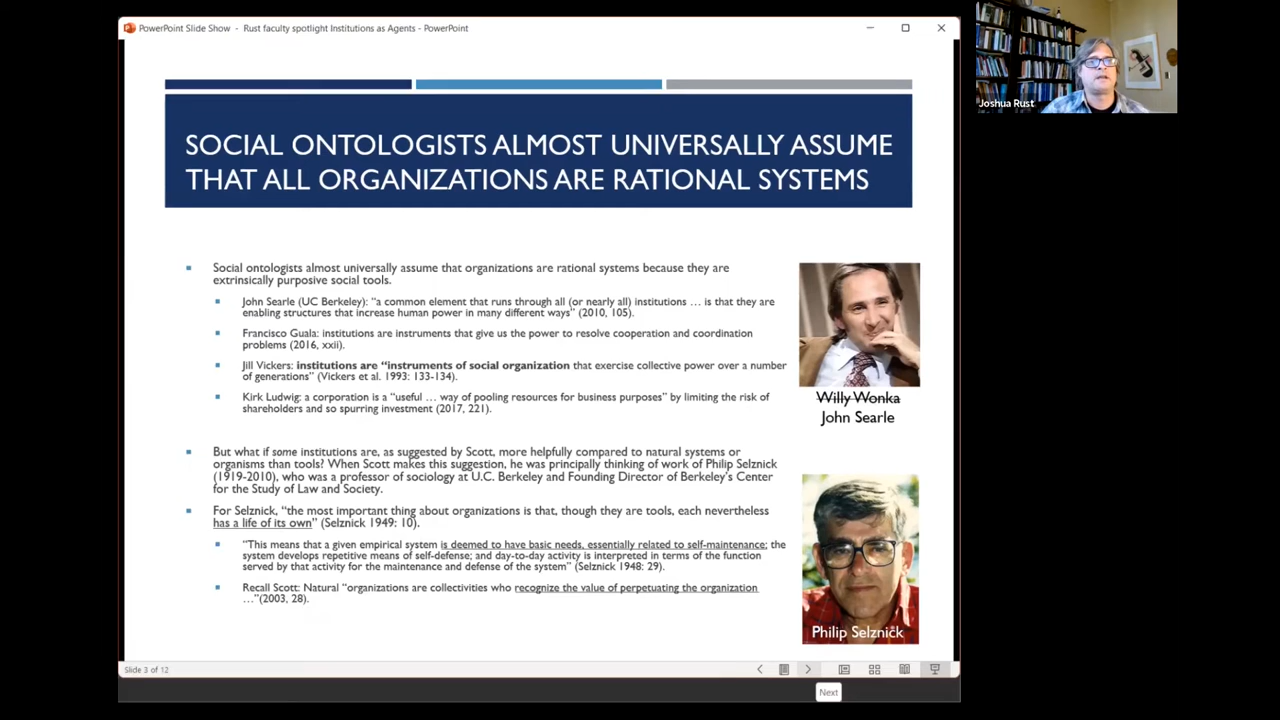 PowerPoint Slide Show - Rust faculty spotlight Institutions as Agents - PowerPoint
Joshua Rust
SOCIAL ONTOLOGISTS ALMOST UNIVERSALLY ASSUME
THAT ALL ORGANIZATIONS ARE RATIONAL SYSTEMS
Social ontologists almost universally assume that organizations are rational systems because they are
extrinsically purposive social tools.
John Searle (UC Berkeley): “a common element that runs through all (or nearly all) institutions … is that they are
enabling structures that increase human power in many different ways” (2010, 105).
Francisco Guala: institutions are instruments that give us the power to resolve cooperation and coordination
problems (2016, xxii).
Jill Vickers: institutions are “instruments of social organization that exercise collective power over a number
of generations” (Vickers et al. 1993: 133-134).
Kirk Ludwig: a corporation is a “useful … way of pooling resources for business purposes” by limiting the risk of
shareholders and so spurring investment (2017, 221).
Willy Wonka
John Searle
But what if some institutions are, as suggested by Scott, more helpfully compared to natural systems or
organisms than tools? When Scott makes this suggestion, he was principally thinking of work of Philip Selznick
(1919-2010), who was a professor of sociology at U.C. Berkeley and Founding Director of Berkeley’s Center
for the Study of Law and Society.
For Selznick, “the most important thing about organizations is that, though they are tools, each nevertheless
has a life of its own” (Selznick 1949: 10).
“This means that a given empirical system is deemed to have basic needs, essentially related to self-maintenance; the
system develops repetitive means of self-defense; and day-to-day activity is interpreted in terms of the function
served by that activity for the maintenance and defense of the system” (Selznick 1948: 29).
Recall Scott: Natural “organizations are collectivities who recognize the value of perpetuating the organization
…”(2003, 28).
Philip Selznick
Slide 3 of 12
Next